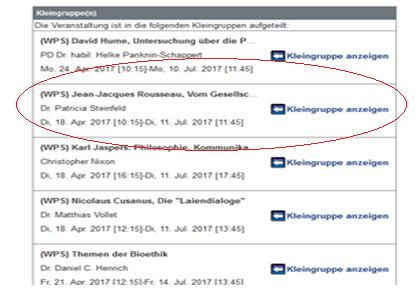 Kleingruppe(n)
Die Veranstaltung ist in die folgenden Kleingruppen aufgeteilt:
(WPS) David Hume, Untersuchung über die P...
PD Dr. habil. Helke Panknin-Schappert
Kleingruppe anzeigen
Mo, 24. Apr. 2017 [10:15]-Mo, 10. Jul. 2017 [11:45]
(WPS) Jean-Jacques Rousseau, Vom Gesellsc...
Dr. Patricia Steinfeld
Kleingruppe anzeigen
Di, 18. Apr. 2017 [10:15]-Di, 11. Jul. 2017 [11:45]
(WPS) Karl Jaspers: Philosophie, Kommunika...
Christopher Nixon
Kleingruppe anzeigen
Di, 18. Apr. 2017 [16:15]-Di, 11. Jul. 2017 [17:45]
(WPS) Nicolaus Cusanus, Die "Laiendialoge"
Dr. Matthias Vollet
Kleingruppe anzeigen
Di, 18. Apr. 2017 [12:15]-Di, 11. Jul. 2017 [13:45]
(WPS) Themen der Bioethik
Dr. Daniel C. Henrich
Kleingruppe anzeigen
Fr, 21. Apr. 2017 [12:15]-Fr, 14. Jul. 2017 [13:45]